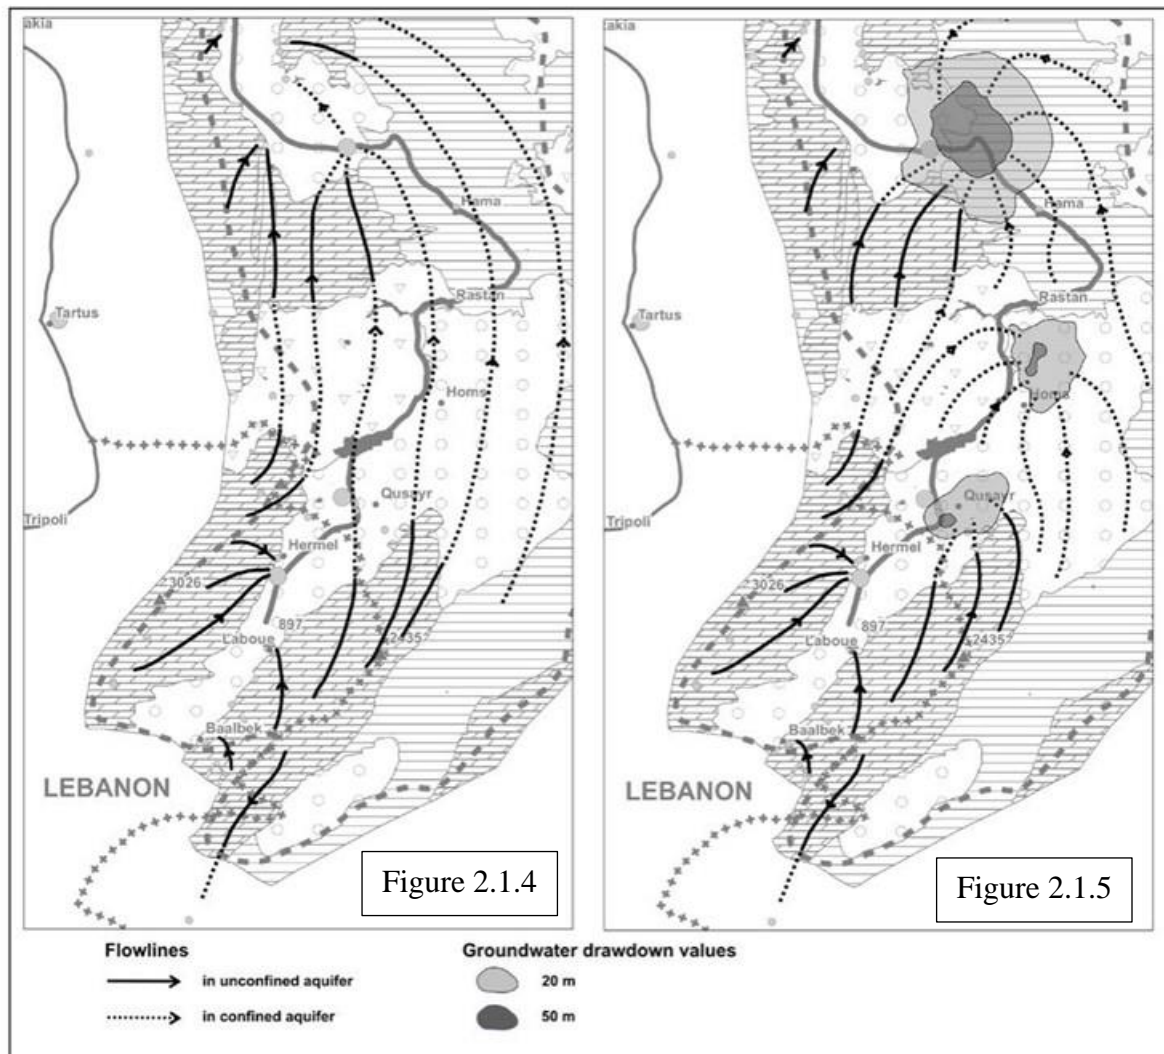 akia
Hama
Rastan
Tartus
Homs
Qusayr
Tripoli
Hermel
3026
897
Laboue
2435
Baalbek
LEBANON
Figure 2.1.4
akia
Hama
Rastan
Tartus
Homs
Qusayr
Tripoli
Hermel
3026
897
Laboue
2435
Baalbek
LEBANON
Figure 2.1.5
Flowlines
in unconfined aquifer
in confined aquifer
Groundwater drawdown values
20 m
50 m